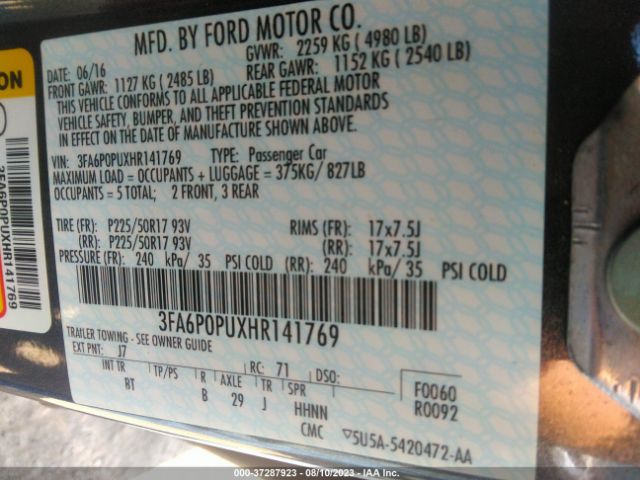 MFD. BY FORD MOTOR CO.
DATE: 06/16
GVWR: 2259 KG ( 4980 LB)
FRONT GAWR: 1127 KG ( 2485 LB)
REAR GAWR: 1152 KG ( 2540 LB)
THIS VEHICLE CONFORMS TO ALL APPLICABLE FEDERAL MOTOR
VEHICLE SAFETY, BUMPER, AND THEFT PREVENTION STANDARDS
IN EFFECT ON THE DATE OF MANUFACTURE SHOWN ABOVE.
VIN: 3FA6P0PUXHR141769 TYPE: Passenger Car
MAXIMUM LOAD = OCCUPANTS + LUGGAGE = 375KG/ 827LB
OCCUPANTS = 5 TOTAL; 2 FRONT, 3 REAR
TIRE (FR): P225/50R17 93V RIMS (FR): 17x7.5J
(RR): P225/50R17 93V (RR): 17x7.5J
PRESSURE (FR): 240 kPa/ 35 PSI COLD (RR): 240 kPa/ 35 PSI COLD
3FA6P0PUXHR141769
TRAILER TOWING - SEE OWNER GUIDE
EXT PNT: J7 RC: 71 DSO:
INT TR TP/PS R AXLE TR SPR
BT B 29 J HHNN
F0060
R0092
CMC ▽5U5A-5420472-AA
ION
3FA6P0PUXHR141769
000-37287923 - 08/10/2023 - IAA Inc.